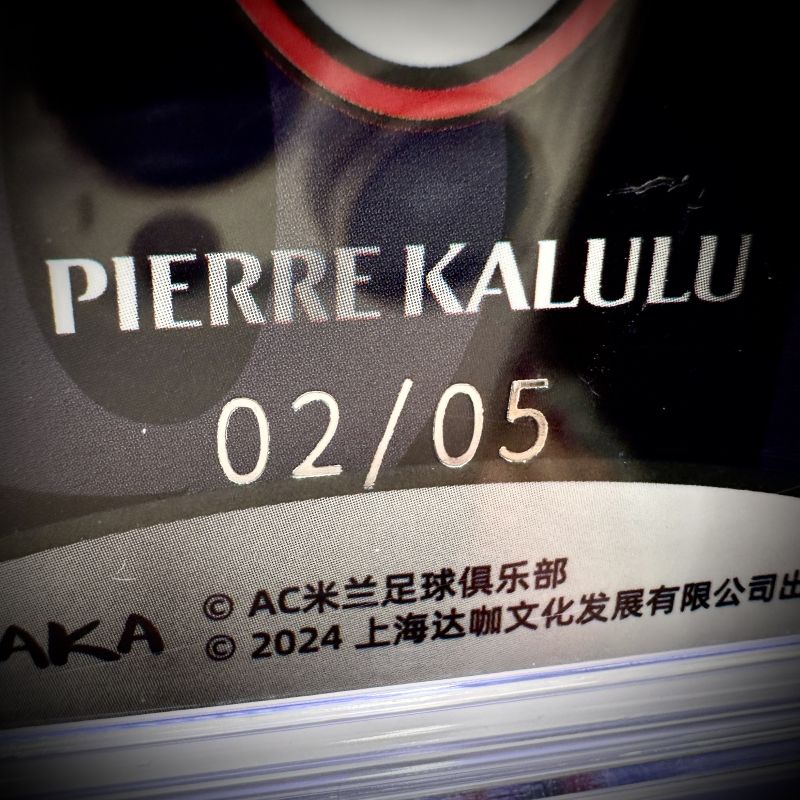 PIERRE KALULU
02/05
© AC米兰足球俱乐部
© 2024 上海达咖文化发展有限公司出
AKA